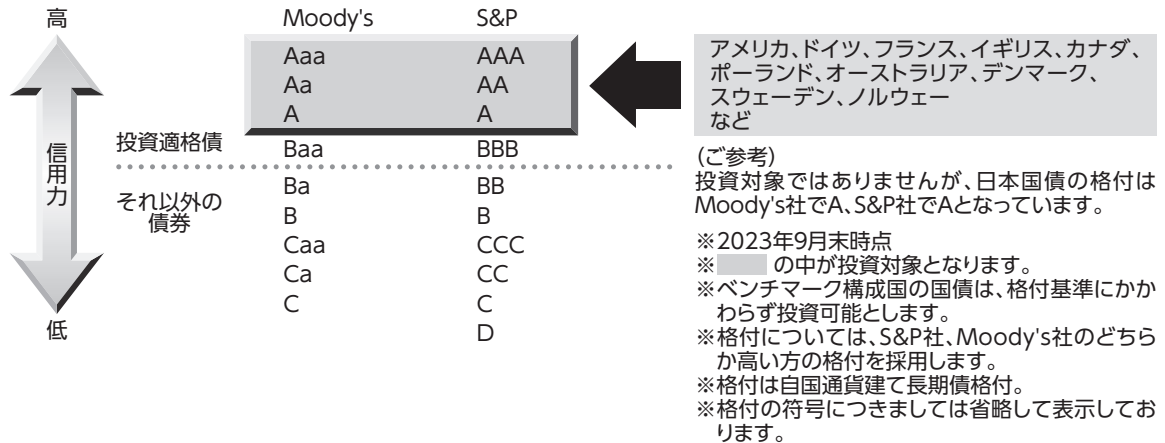 高
信用力
低
投資適格債
それ以外の
債券
Moody's S&P
Aaa AAA
Aa AA
A A
Baa BBB
Ba BB
B B
Caa CCC
Ca CC
C C
D
アメリカ、ドイツ、フランス、イギリス、カナダ、
ポーランド、オーストラリア、デンマーク、
スウェーデン、ノルウェー
など
(ご参考)
投資対象ではありませんが、日本国債の格付は
Moody's社でA、S&P社でAとなっています。
※2023年9月末時点
※ の中が投資対象となります。
※ベンチマーク構成国の国債は、格付基準にかか
わらず投資可能とします。
※格付については、S&P社、Moody's社のどちら
か高い方の格付を採用します。
※格付は自国通貨建て長期債格付。
※格付の符号につきましては省略して表示してお
ります。